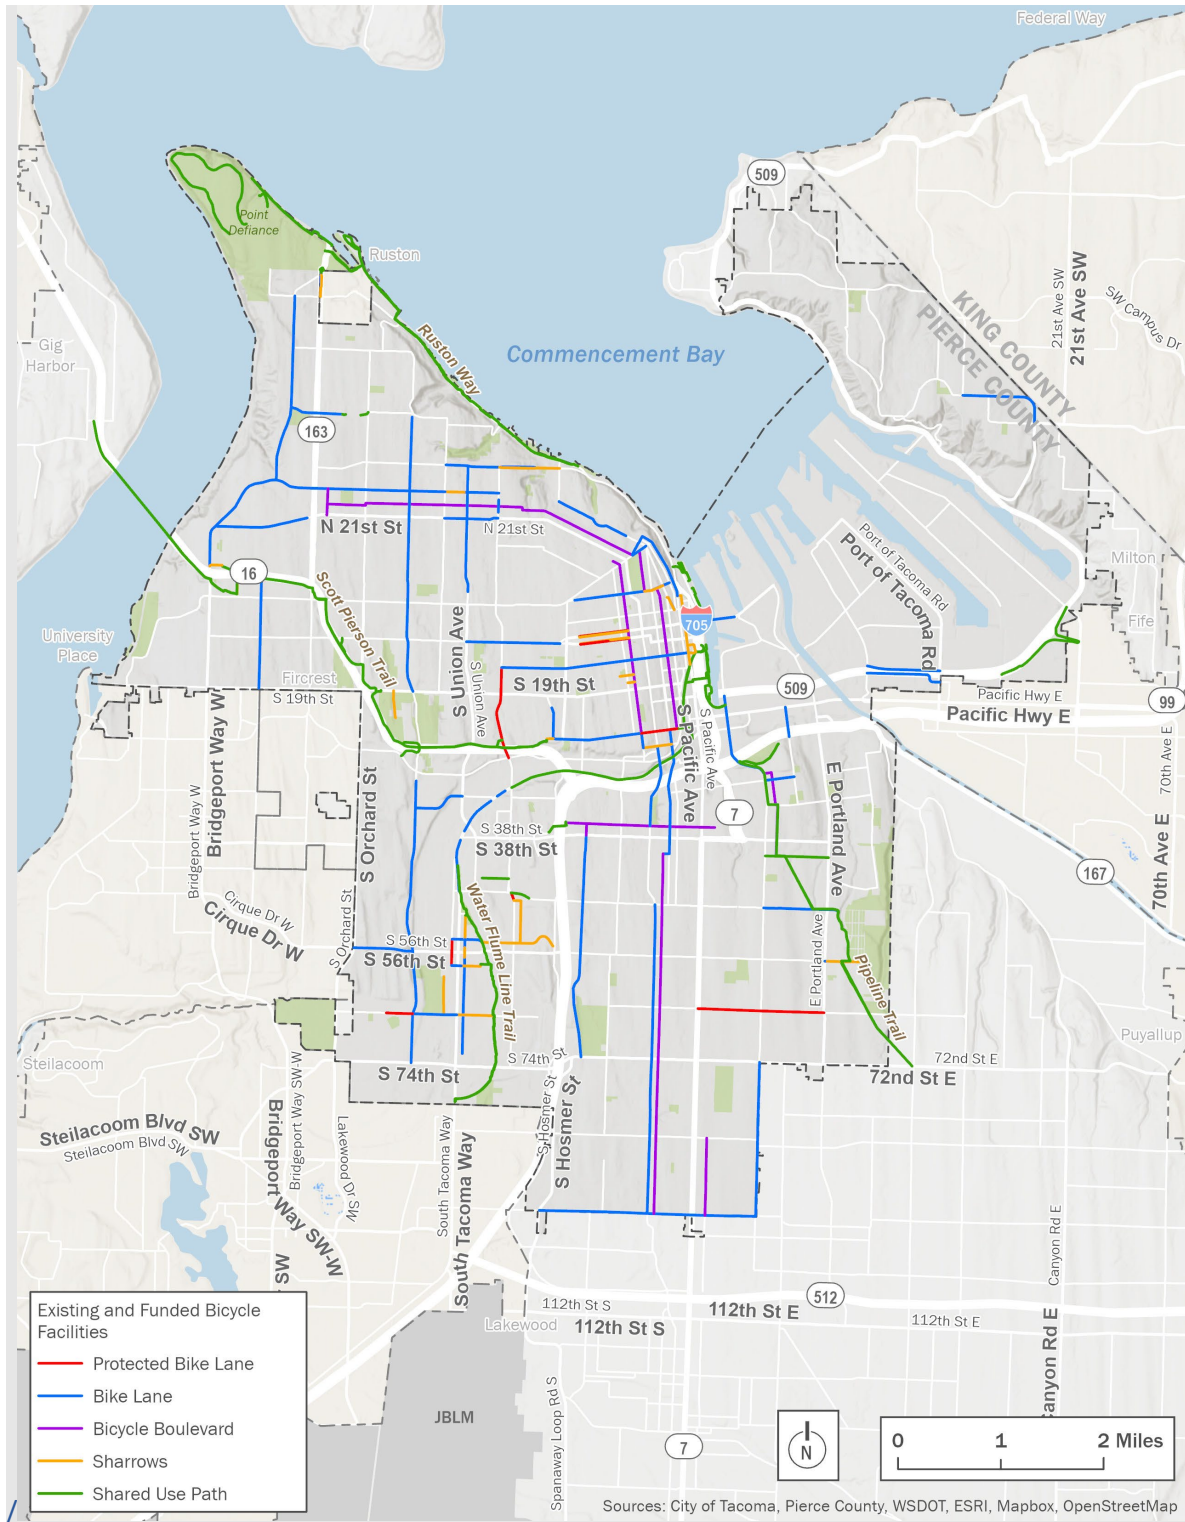 Federal Way
509
Point
Defiance
Ruston
21st Ave SW
21st Ave SW
SW Campus Dr
KING COUNTY
PIERCE COUNTY
Gig
Harbor
Ruston Way
Commencement Bay
163
N 21st St
N 21st St
Port of Tacoma Rd
Port of Tacoma Rd
Milton
16
Scott Pierson Trail
705
Fife
University
Place
S Union Ave
S Union Ave
Fircrest
S 19th St
S 19th St
509
Pacific Hwy E
Pacific Hwy E
99
Bridgeport Way W
Bridgeport Way W
S Orchard St
S Orchard St
S Pacific Ave
S Pacific Ave
E Portland Ave
E Portland Ave
70th Ave E
70th Ave E
7
S 38th St
S 38th St
167
Cirque Dr W
Cirque Dr W
Water Flume Line Trail
S 56th St
S 56th St
Pipeline Trail
Puyallup
Steilacoom
S 74th St
S 74th St
72nd St E
72nd St E
Steilacoom Blvd SW
Steilacoom Blvd SW
Bridgeport Way SW-W
Bridgeport Way SW-W
Lakewood Dr SW
South Tacoma Way
South Tacoma Way
S Hosmer St
S Hosmer St
Canyon Rd E
Canyon Rd E
512
112th St S
112th St S
112th St E
112th St E
Lakewood
JBLM
Spanaway Loop Rd S
7
Existing and Funded Bicycle
Facilities
Protected Bike Lane
Bike Lane
Bicycle Boulevard
Sharrows
Shared Use Path
N
0 1 2 Miles
Sources: City of Tacoma, Pierce County, WSDOT, ESRI, Mapbox, OpenStreetMap